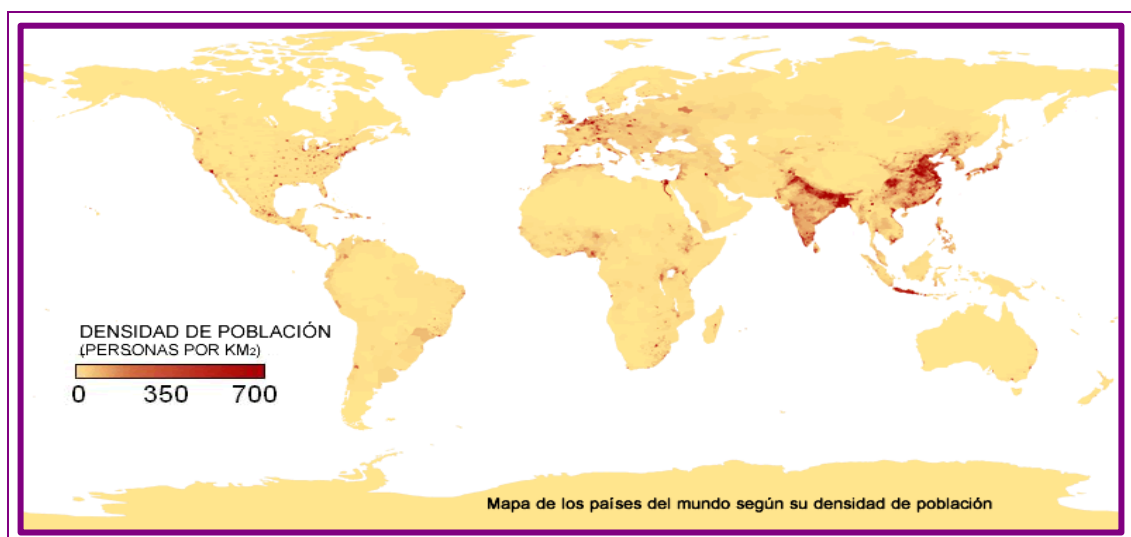 DENSIDAD DE POBLACIÓN
(PERSONAS POR KM2)
0 350 700
Mapa de los países del mundo según su densidad de población